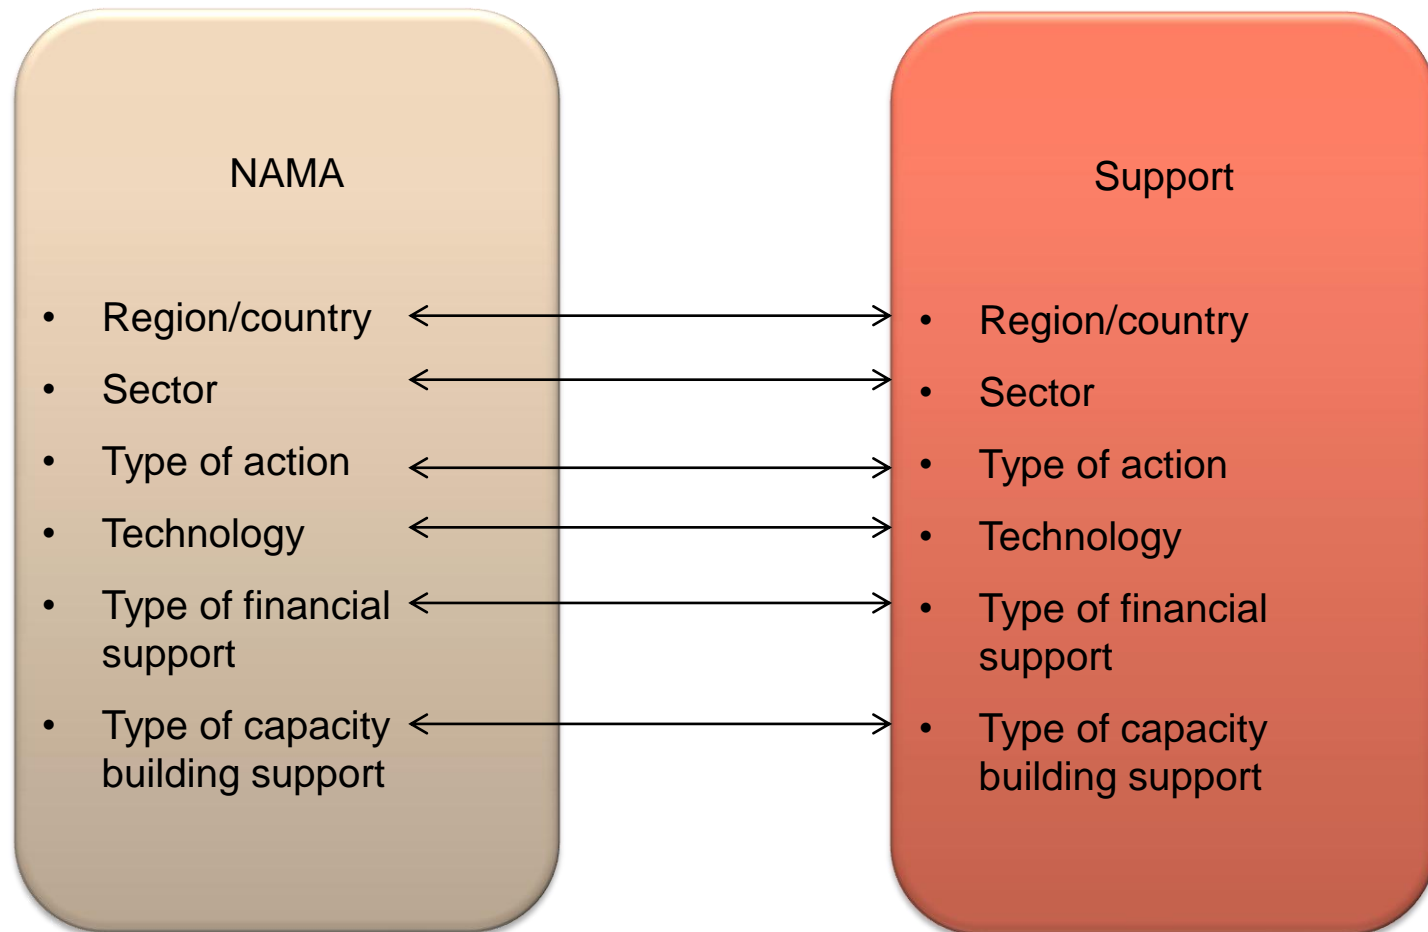 NAMA
• Region/country
• Sector
• Type of action
• Technology
• Type of financial
support
• Type of capacity
building support
Support
• Region/country
• Sector
• Type of action
• Technology
• Type of financial
support
• Type of capacity
building support